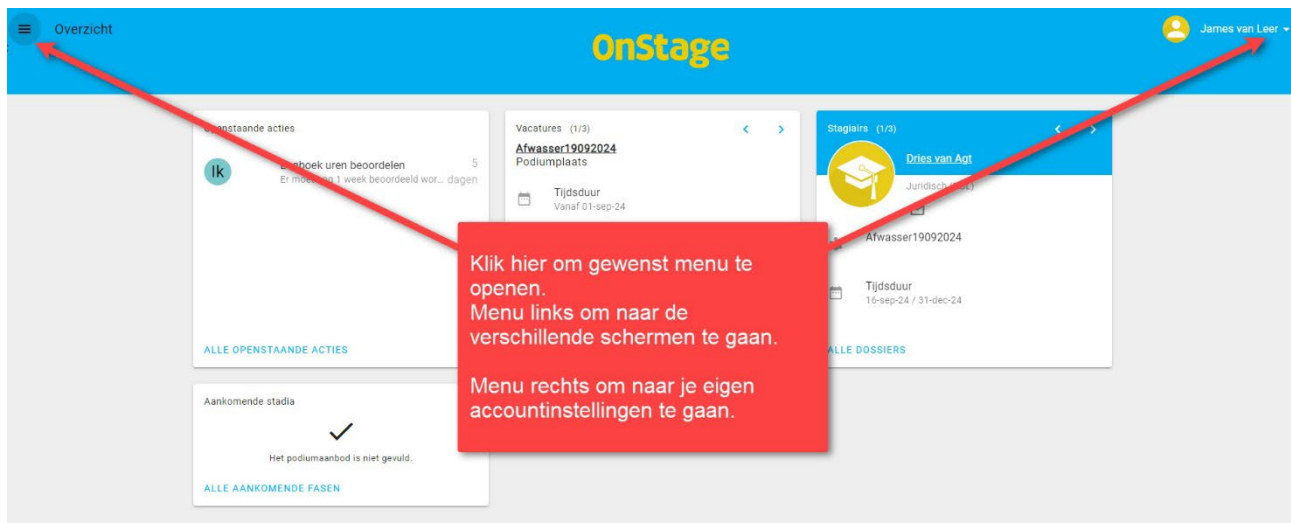 Overzicht
OnStage
James van Leer
Openstaande acties
lk
Logboek uren beoordelen
5
Er moet nog 1 week beoordeeld wor... dagen
ALLE OPENSTAANDE ACTIES
Vacatures (1/3)
Afwasser19092024
Podiumplaats
Tijdsduur
Vanaf 01-sep-24
Stagiairs (1/3)
Dries van Agt
Juridisch
Afwasser19092024
Tijdsduur
16-sep-24 / 31-dec-24
ALLE DOSSIERS
Klik hier om gewenst menu te
openen.
Menu links om naar de
verschillende schermen te gaan.
Menu rechts om naar je eigen
accountinstellingen te gaan.
Aankomende stadia
Het podiumaanbod is niet gevuld.
ALLE AANKOMENDE FASEN